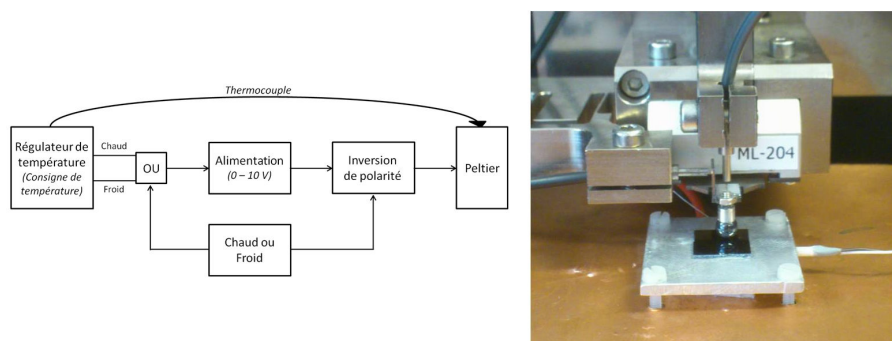 Thermocouple
Régulateur de
température
(Consigne de
température)
Chaud
Froid
OU
Alimentation
(0 – 10 V)
Inversion
de polarité
Peltier
Chaud ou
Froid
ML-204